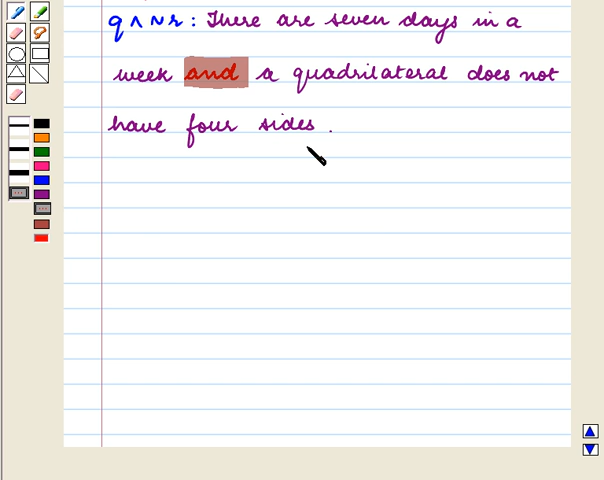 q ∧ ~r : There are seven days in a
week and a quadrilateral does not
have four sides.